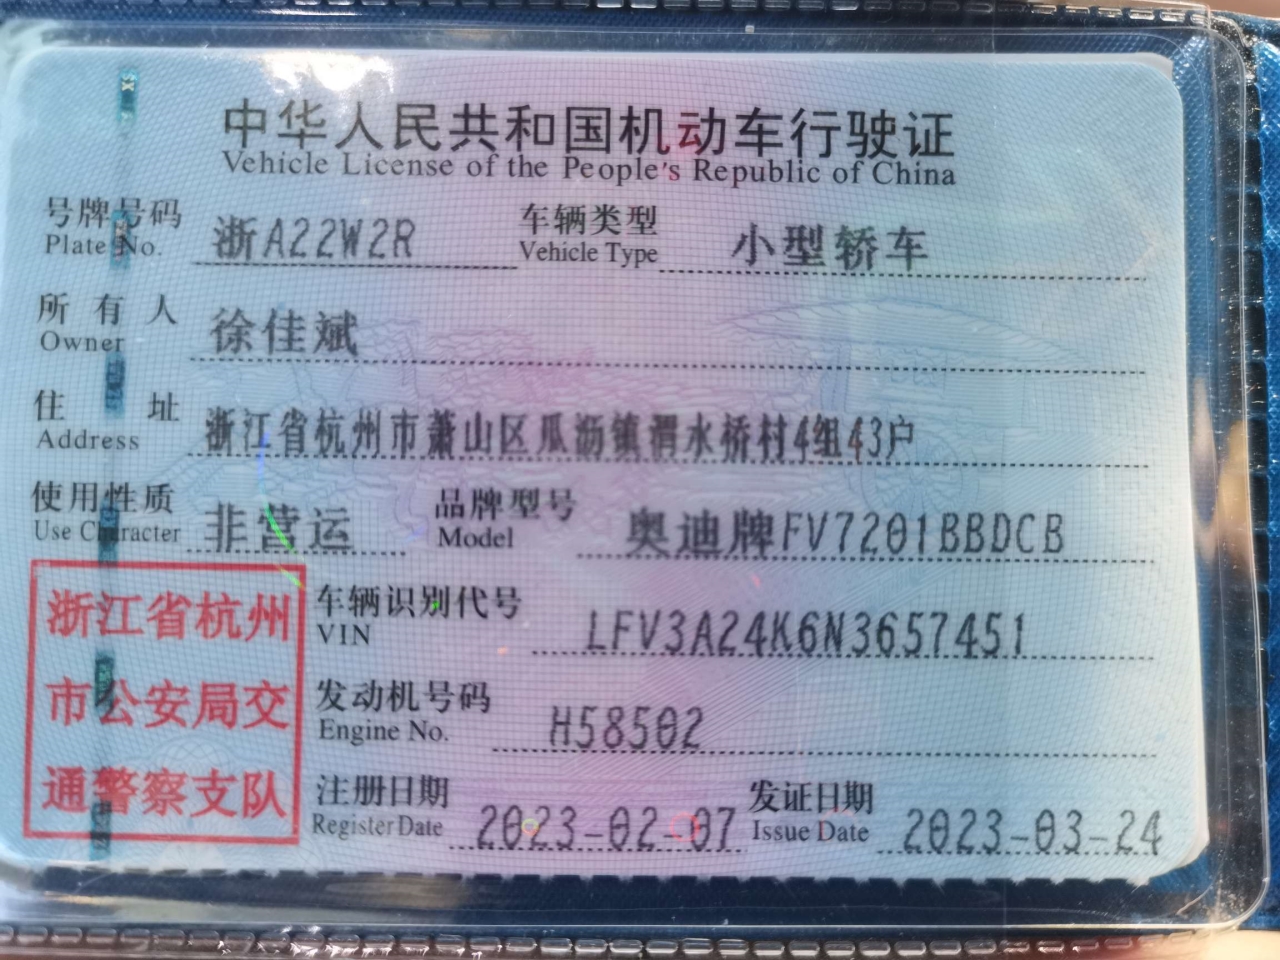 中华人民共和国机动车行驶证
Vehicle License of the People's Republic of China
号牌号码 浙A22W2R 车辆类型 小型轿车
Plate No. Vehicle Type
所有人 徐佳斌
Owner
住址 浙江省杭州市萧山区瓜沥镇渭水桥村4组43户
Address
使用性质 非营运 品牌型号 奥迪牌FV7201BBDCB
Use Character Model
浙江省杭州
市公安局交
通警察支队
车辆识别代号 LFV3A24K6N3657451
VIN
发动机号码 H58502
Engine No.
注册日期 2023-02-07 发证日期 2023-03-24
Register Date Issue Date